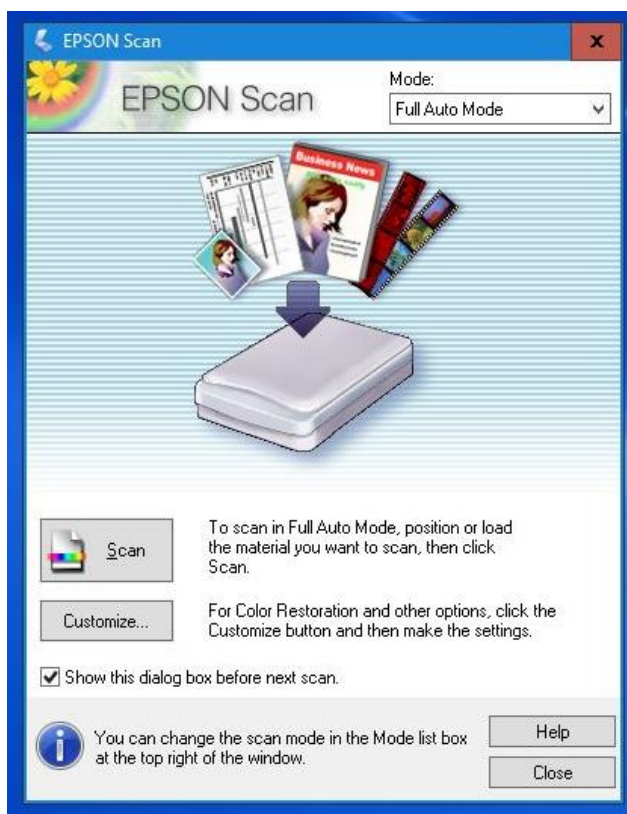 EPSON Scan
x
EPSON Scan
Mode:
Full Auto Mode
Business News
Scan
To scan in Full Auto Mode, position or load
the material you want to scan, then click
Scan.
Customize...
For Color Restoration and other options, click the
Customize button and then make the settings.
Show this dialog box before next scan.
You can change the scan mode in the Mode list box
at the top right of the window.
Help
Close